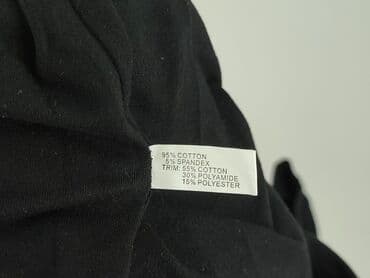 95% COTTON
5% SPANDEX
TRIM: 55% COTTON
30% POLYAMIDE
15% POLYESTER